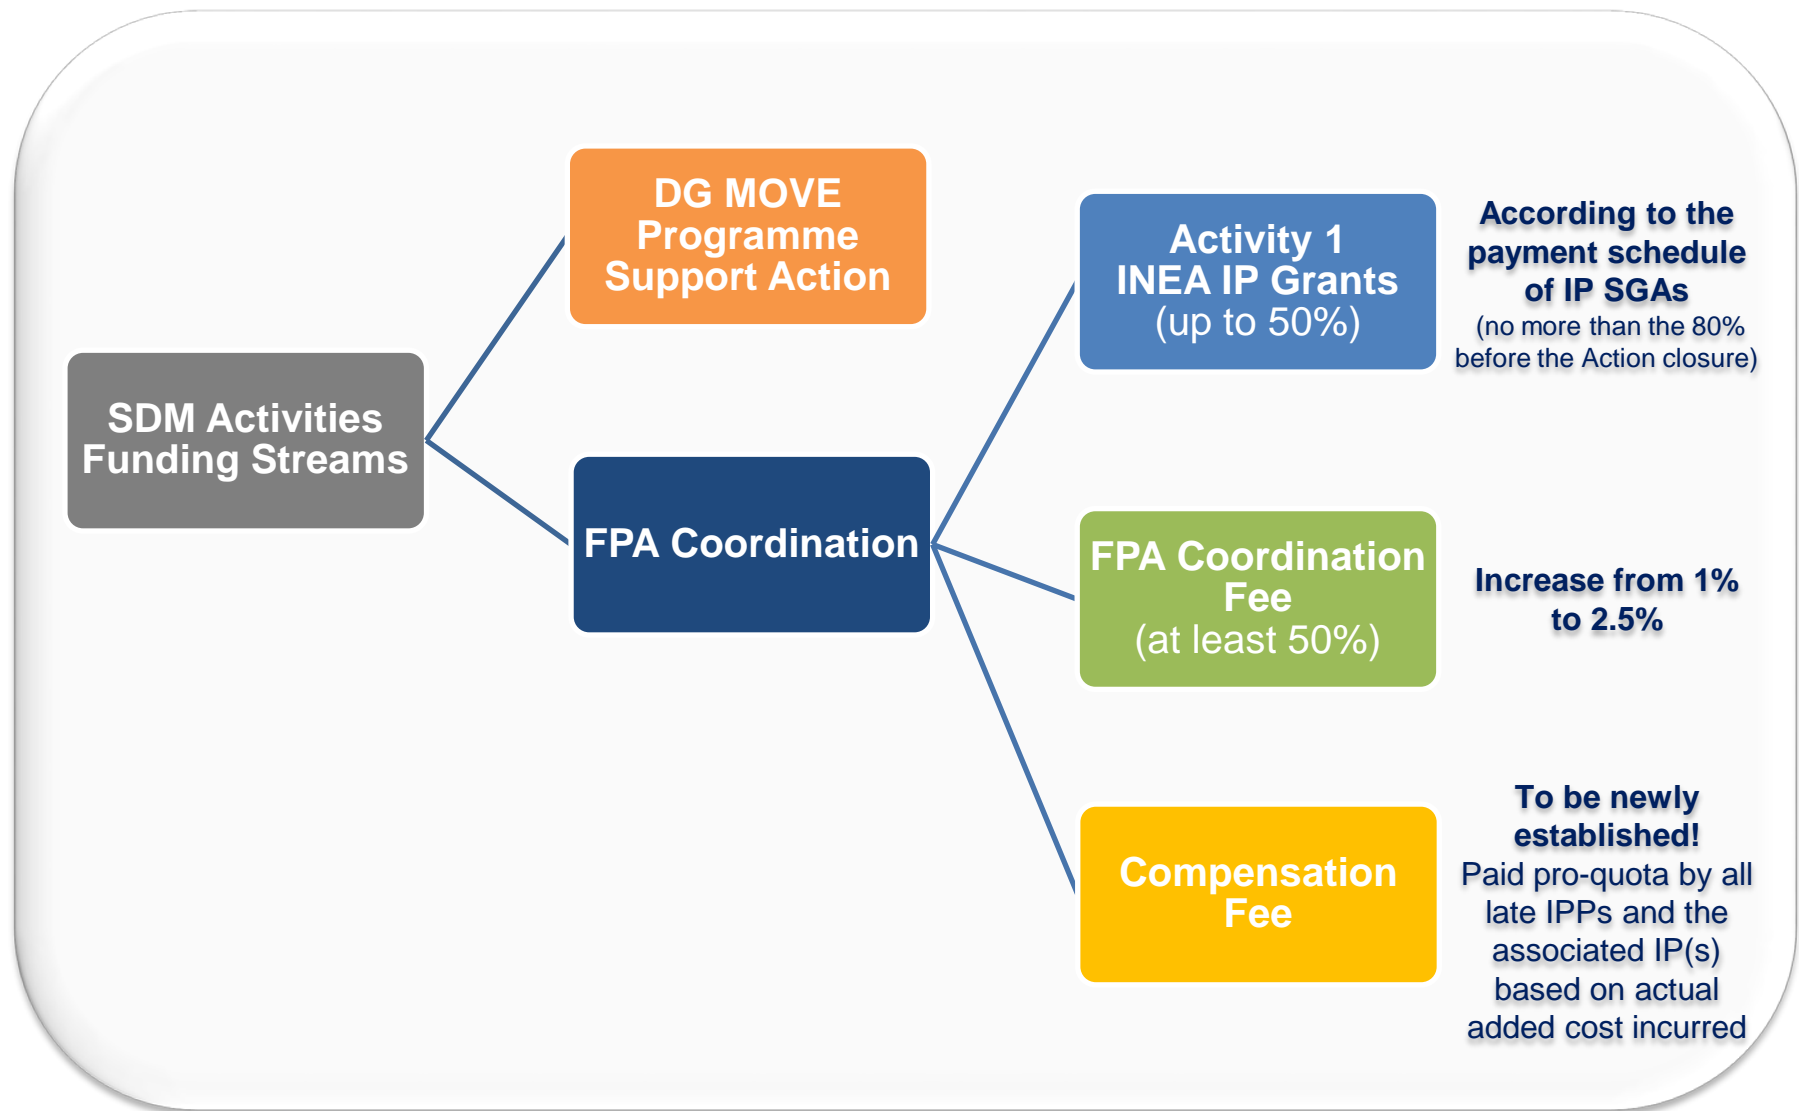 SDM Activities
Funding Streams
DG MOVE
Programme
Support Action
FPA Coordination
Activity 1
INEA IP Grants
(up to 50%)
According to the
payment schedule
of IP SGAs
(no more than the 80%
before the Action closure)
FPA Coordination
Fee
(at least 50%)
Increase from 1%
to 2.5%
Compensation
Fee
To be newly
established!
Paid pro-quota by all
late IPPs and the
associated IP(s)
based on actual
added cost incurred